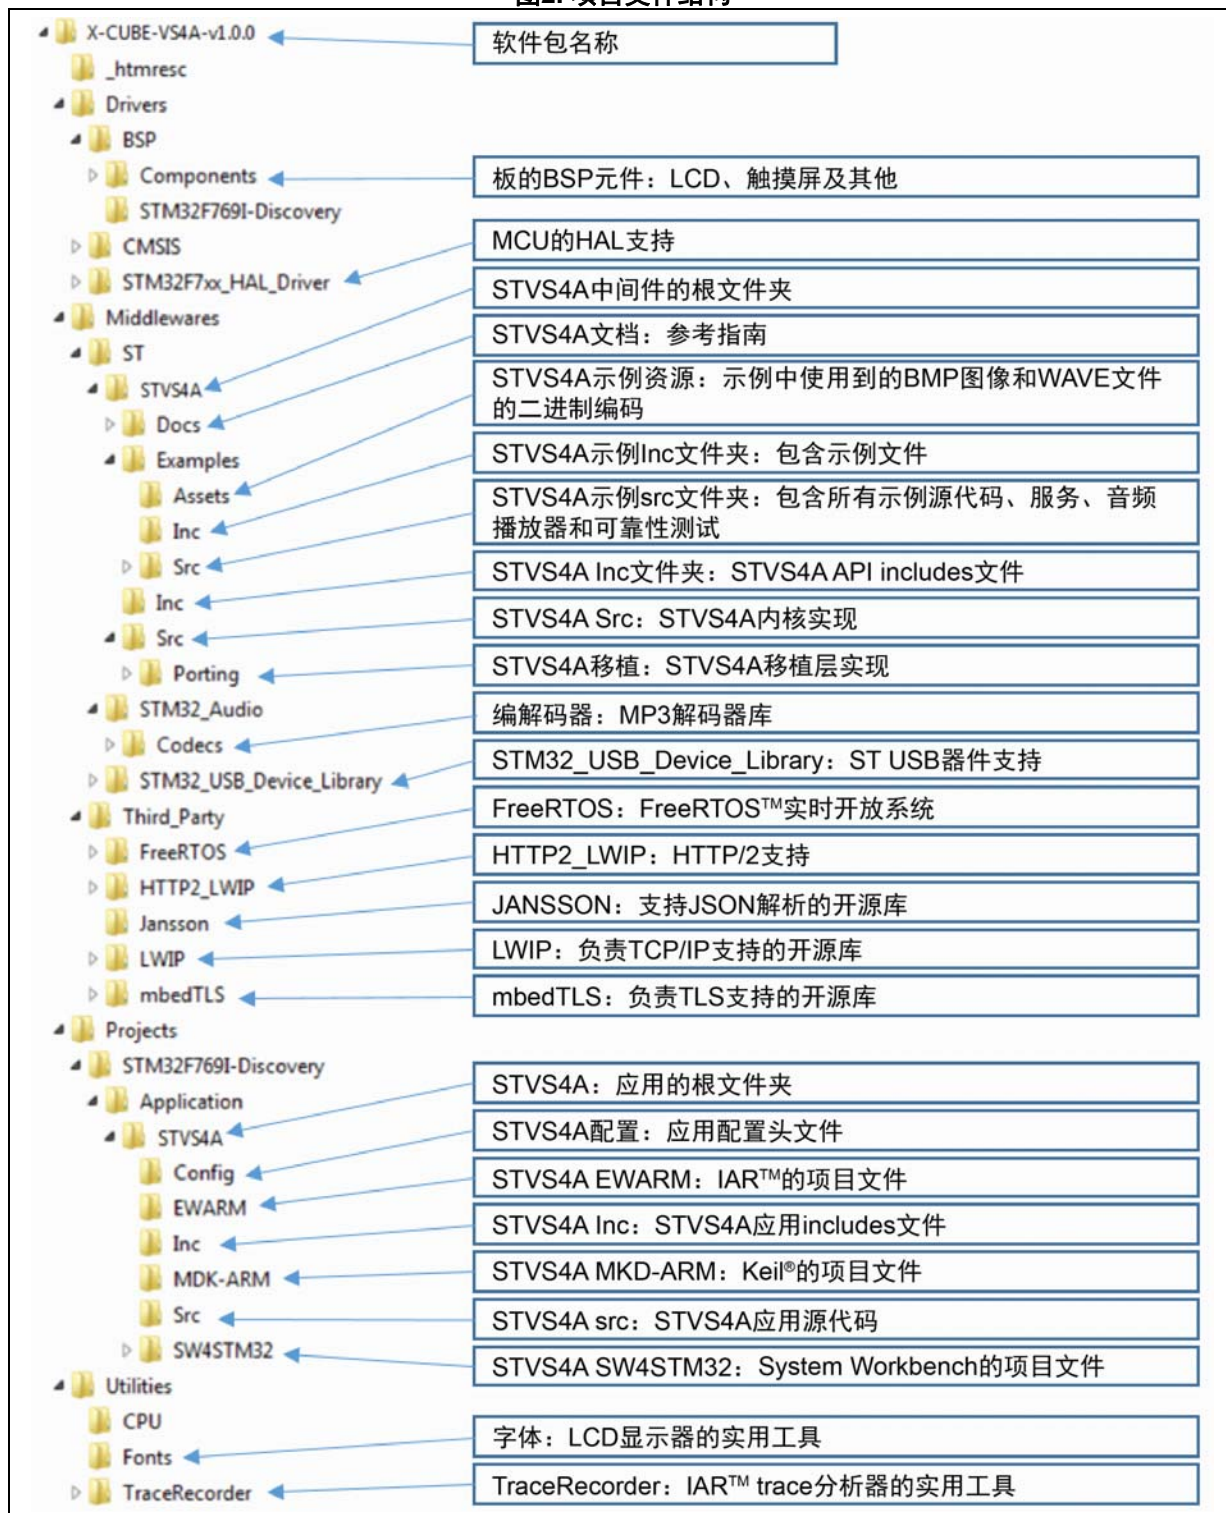 图2. 项目文件结构
X-CUBE-VS4A-v1.0.0
软件包名称
_htmresc
Drivers
BSP
Components
板的BSP元件：LCD、触摸屏及其他
STM32F769I-Discovery
CMSIS
MCU的HAL支持
STM32F7xx_HAL_Driver
STVS4A中间件的根文件夹
Middlewares
STVS4A文档：参考指南
ST
STVS4A
STVS4A示例资源：示例中使用到的BMP图像和WAVE文件
的二进制编码
Docs
Examples
STVS4A示例Inc文件夹：包含示例文件
Assets
STVS4A示例src文件夹：包含所有示例源代码、服务、音频
播放器和可靠性测试
Inc
Src
STVS4A Inc文件夹：STVS4A API includes文件
Inc
STVS4A Src：STVS4A内核实现
Src
Porting
STVS4A移植：STVS4A移植层实现
STM32_Audio
编解码器：MP3解码器库
Codecs
STM32_USB_Device_Library：ST USB器件支持
STM32_USB_Device_Library
Third_Party
FreeRTOS：FreeRTOS™实时开放系统
FreeRTOS
HTTP2_LWIP：HTTP/2支持
HTTP2_LWIP
JANSSON：支持JSON解析的开源库
Jansson
LWIP：负责TCP/IP支持的开源库
LWIP
mbedTLS
mbedTLS：负责TLS支持的开源库
Projects
STM32F769I-Discovery
STVS4A：应用的根文件夹
Application
STVS4A配置：应用配置头文件
STVS4A
Config
STVS4A EWARM：IAR™的项目文件
EWARM
STVS4A Inc：STVS4A应用includes文件
Inc
STVS4A MKD-ARM：Keil®的项目文件
MDK-ARM
Src
STVS4A src：STVS4A应用源代码
SW4STM32
STVS4A SW4STM32：System Workbench的项目文件
Utilities
CPU
字体：LCD显示器的实用工具
Fonts
TraceRecorder：IAR™ trace分析器的实用工具
TraceRecorder